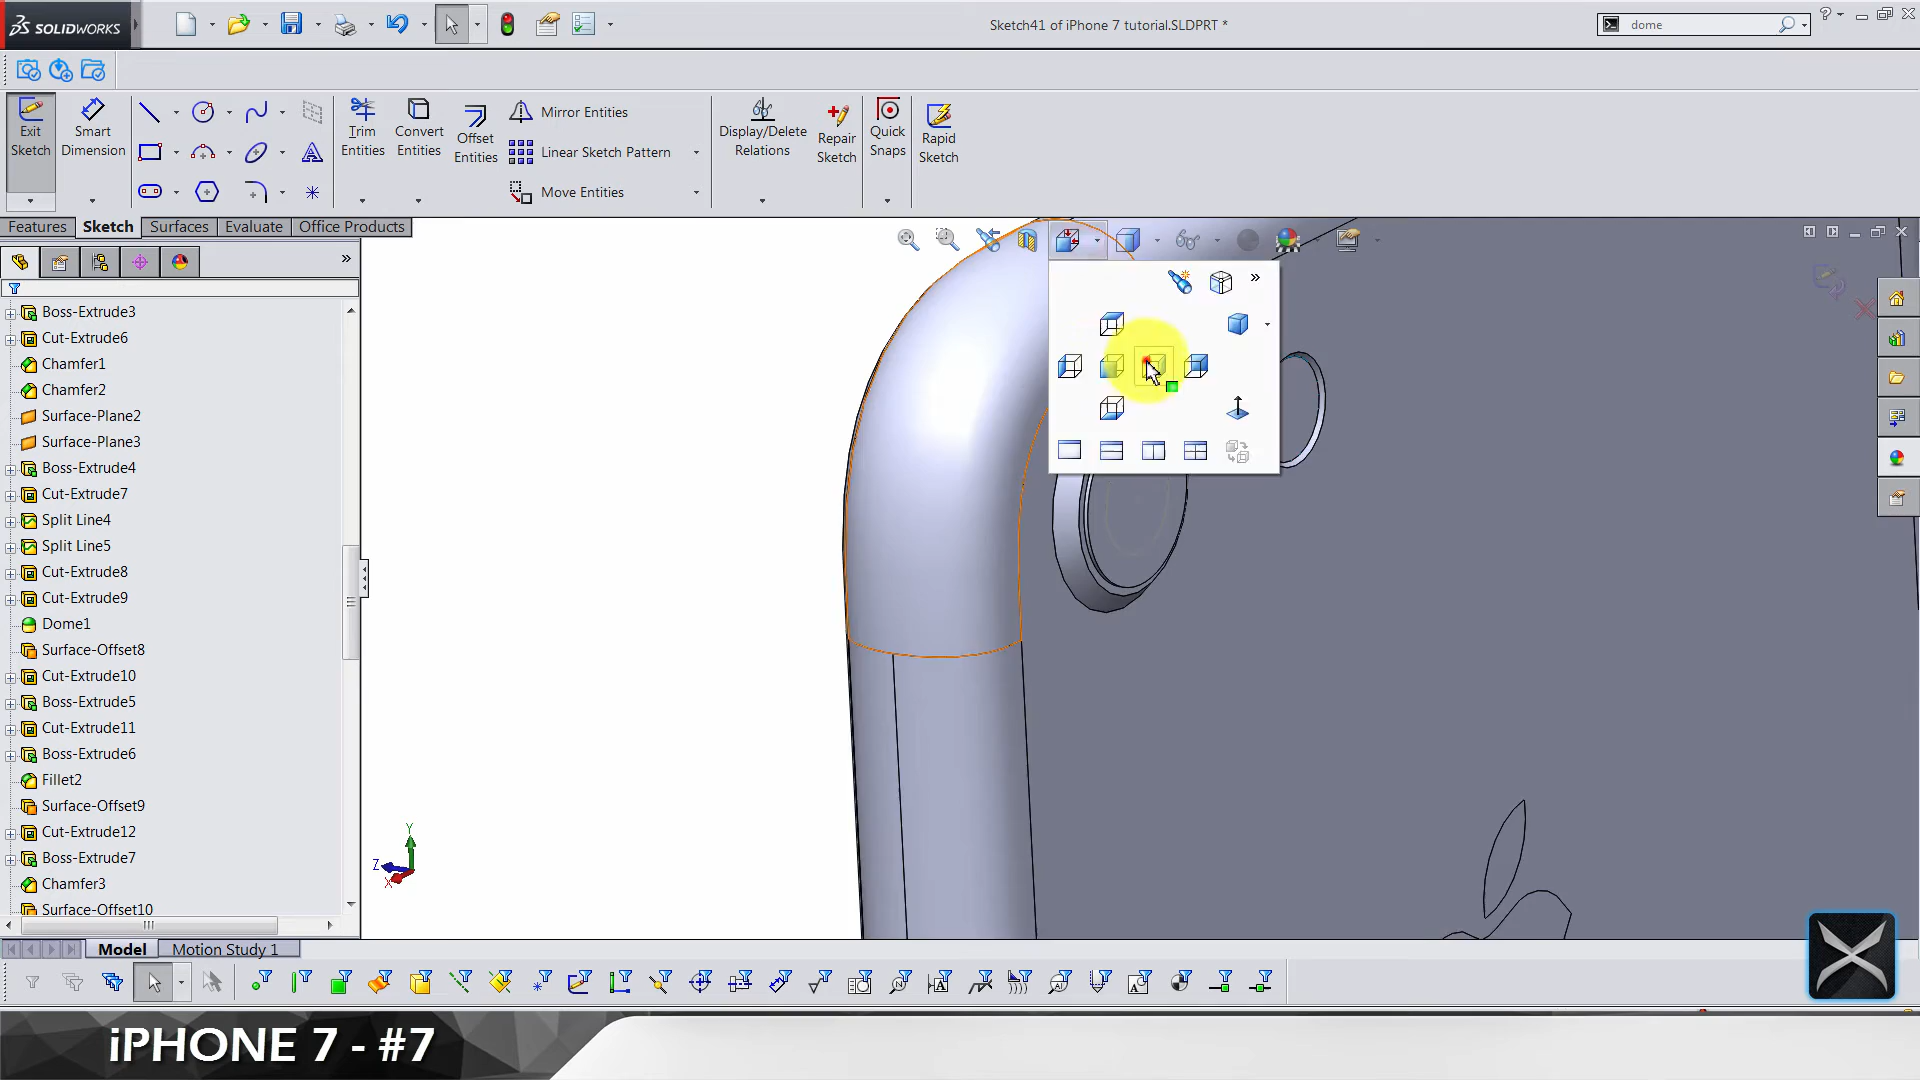 SOLIDWORKS
Sketch41 of iPhone 7 tutorial.SLDPRT *
dome
Exit Sketch
Smart Dimension
Trim Entities
Convert Entities
Offset Entities
Mirror Entities
Linear Sketch Pattern
Move Entities
Display/Delete Relations
Repair Sketch
Quick Snaps
Rapid Sketch
Features
Sketch
Surfaces
Evaluate
Office Products
Boss-Extrude3
Cut-Extrude6
Chamfer1
Chamfer2
Surface-Plane2
Surface-Plane3
Boss-Extrude4
Cut-Extrude7
Split Line4
Split Line5
Cut-Extrude8
Cut-Extrude9
Dome1
Surface-Offset8
Cut-Extrude10
Boss-Extrude5
Cut-Extrude11
Boss-Extrude6
Fillet2
Surface-Offset9
Cut-Extrude12
Boss-Extrude7
Chamfer3
Surface-Offset10
Y
Z
X
Model
Motion Study 1
iPHONE 7 - #7